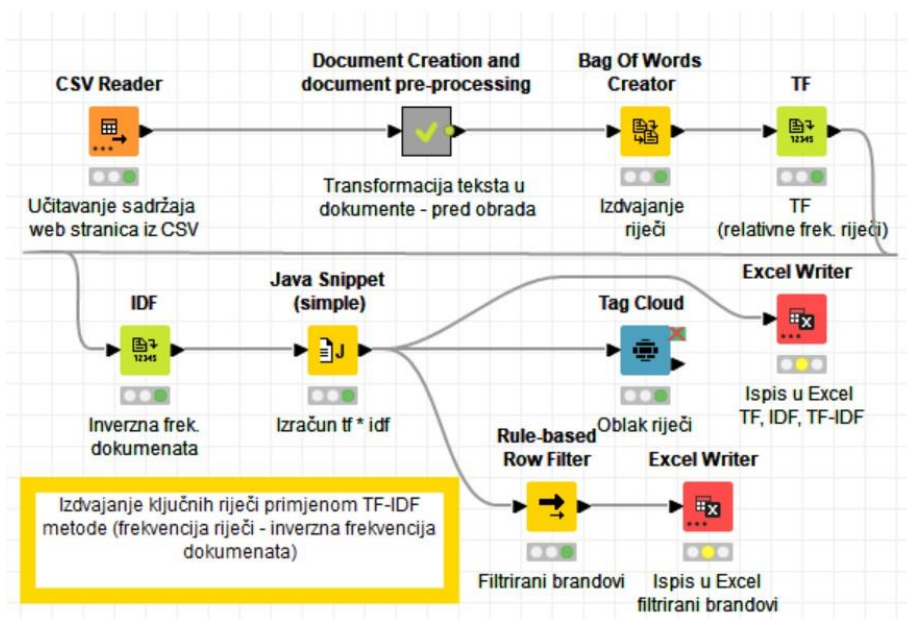 CSV Reader
Učitavanje sadržaja
web stranica iz CSV
Document Creation and
document pre-processing
Transformacija teksta u
dokumente - pred obrada
Bag Of Words
Creator
Izdvajanje
riječi
TF
12345
TF
(relativne frek. riječi)
IDF
12345
Inverzna frek.
dokumenata
Java Snippet
(simple)
J
Izračun tf * idf
Tag Cloud
Oblak riječi
Excel Writer
X
Ispis u Excel
TF, IDF, TF-IDF
Rule-based
Row Filter
Filtrirani brandovi
Excel Writer
X
Ispis u Excel
filtrirani brandovi
Izdvajanje ključnih riječi primjenom TF-IDF
metode (frekvencija riječi - inverzna frekvencija
dokumenata)